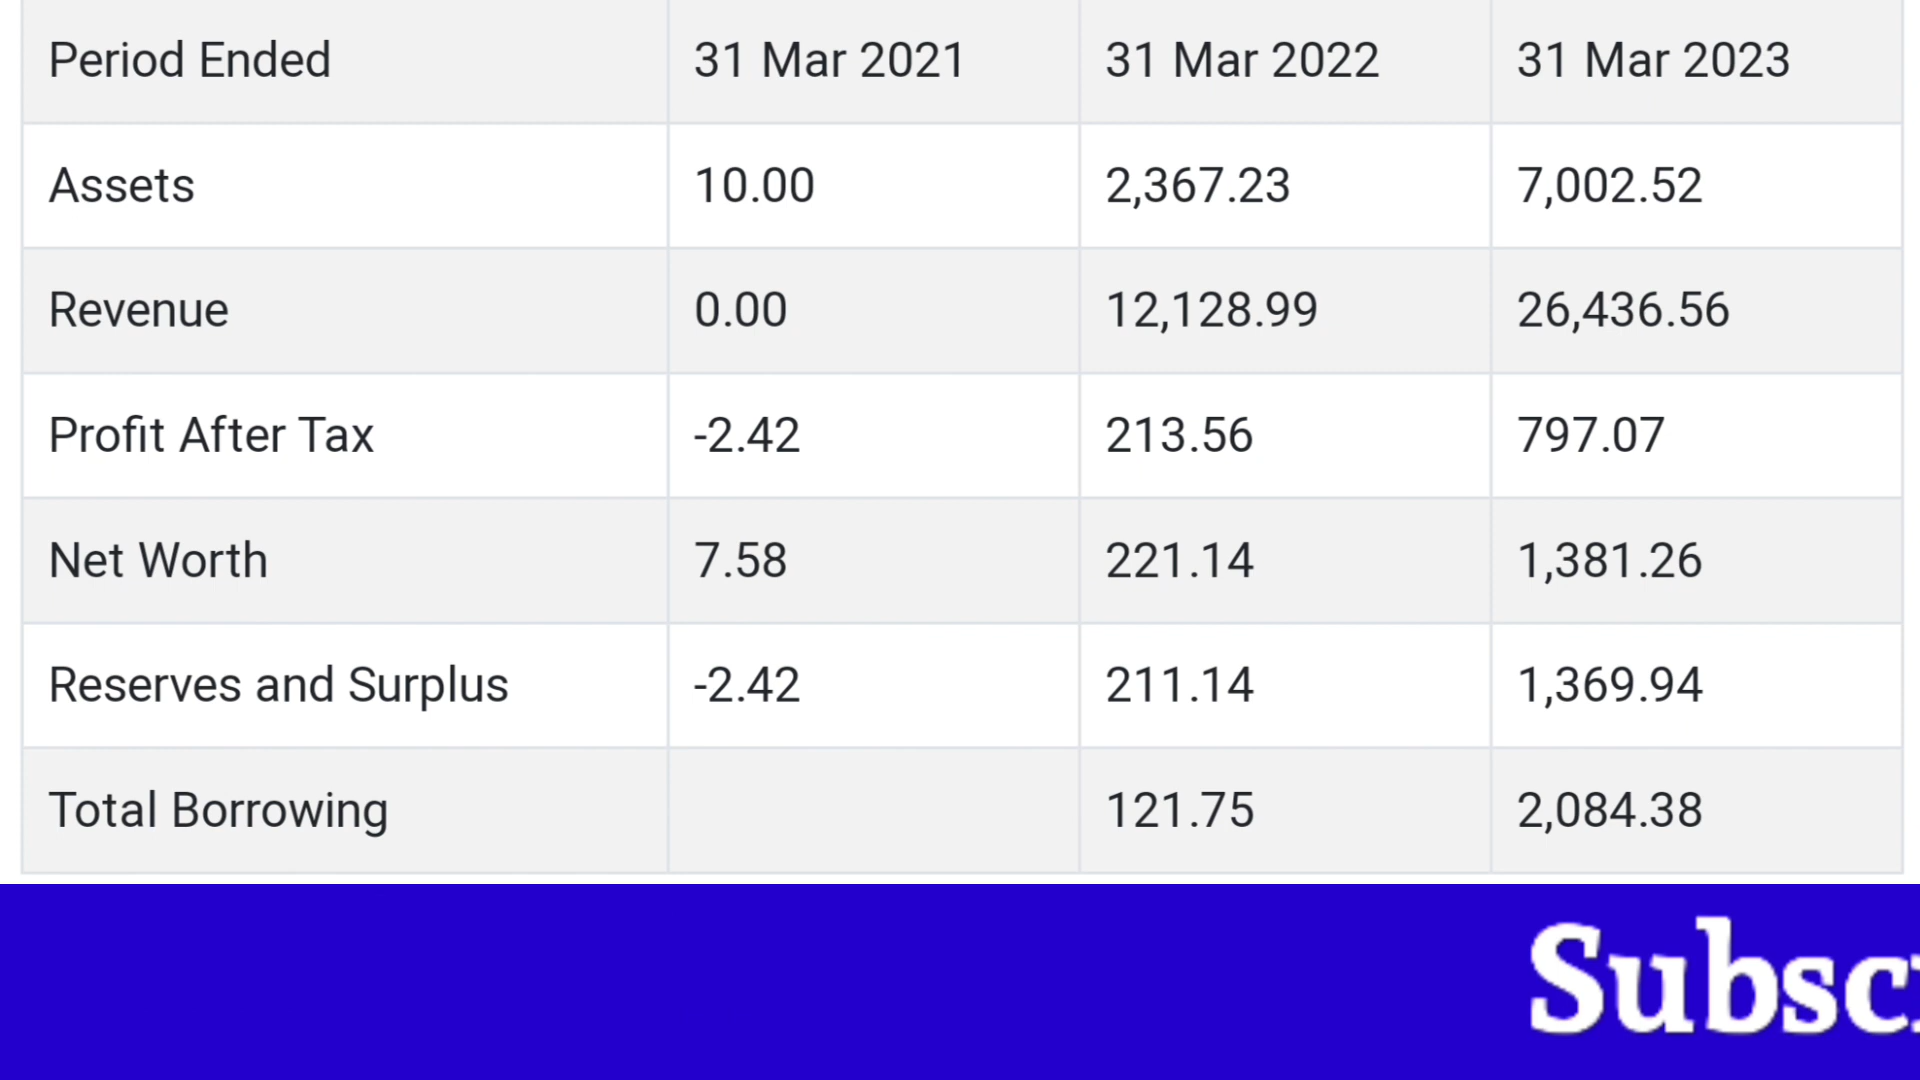 Period Ended 31 Mar 2021 31 Mar 2022 31 Mar 2023
Assets 10.00 2,367.23 7,002.52
Revenue 0.00 12,128.99 26,436.56
Profit After Tax -2.42 213.56 797.07
Net Worth 7.58 221.14 1,381.26
Reserves and Surplus -2.42 211.14 1,369.94
Total Borrowing 121.75 2,084.38